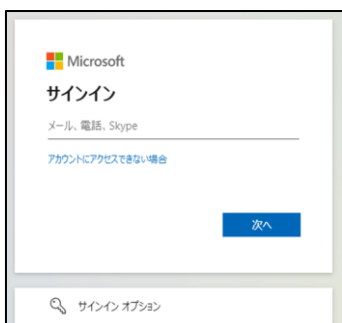 Microsoft
サインイン
メール、電話、Skype
アカウントにアクセスできない場合
次へ
サインイン オプション